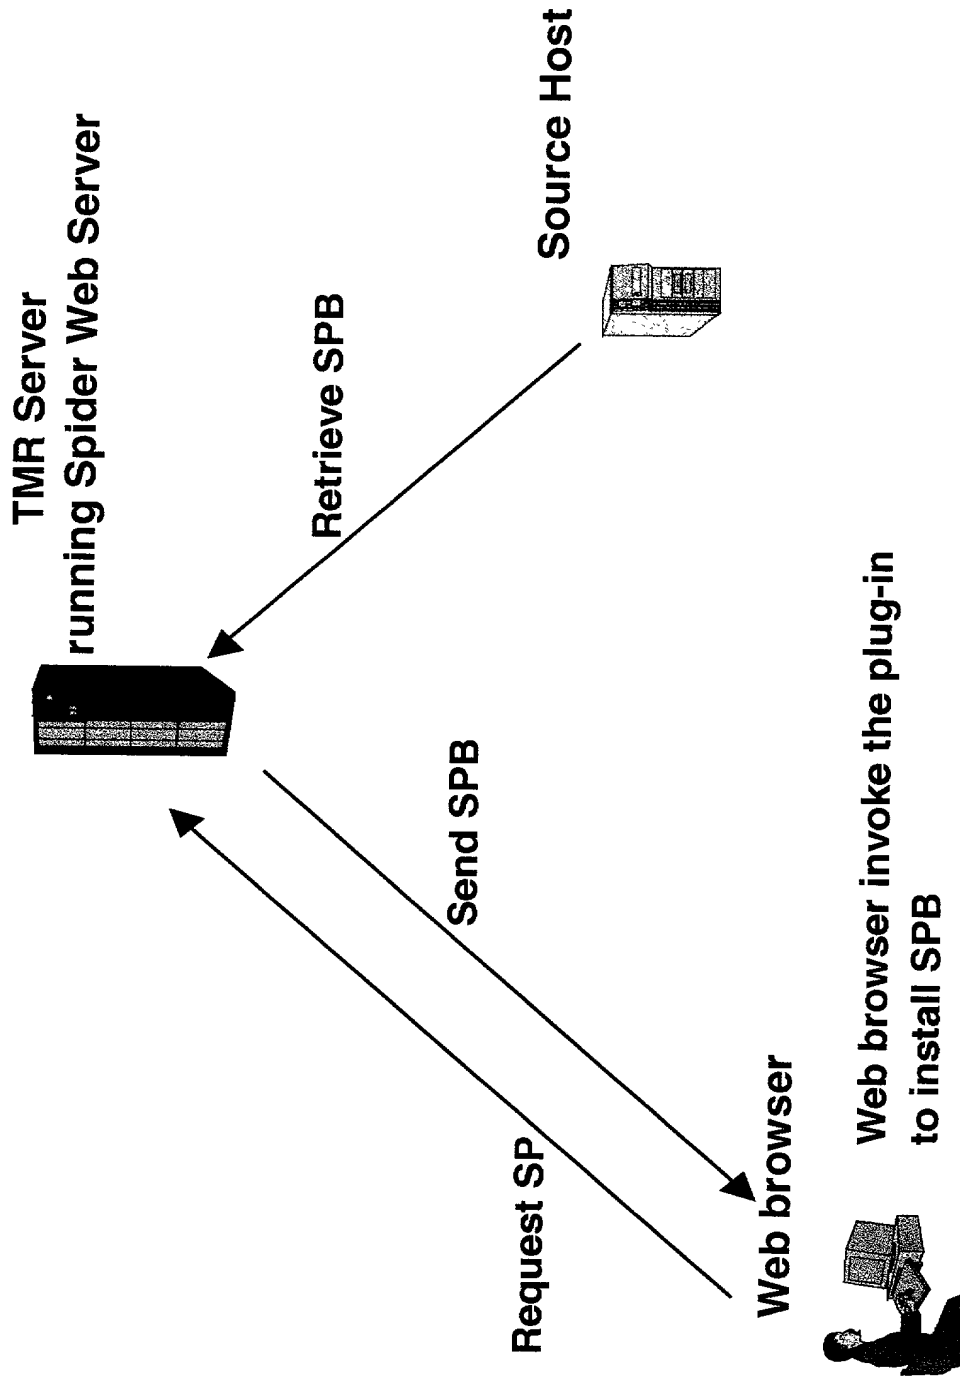 TMR Server
running Spider Web Server
Retrieve SPB
Source Host
Send SPB
Request SP
Web browser
Web browser invoke the plug-in
to install SPB